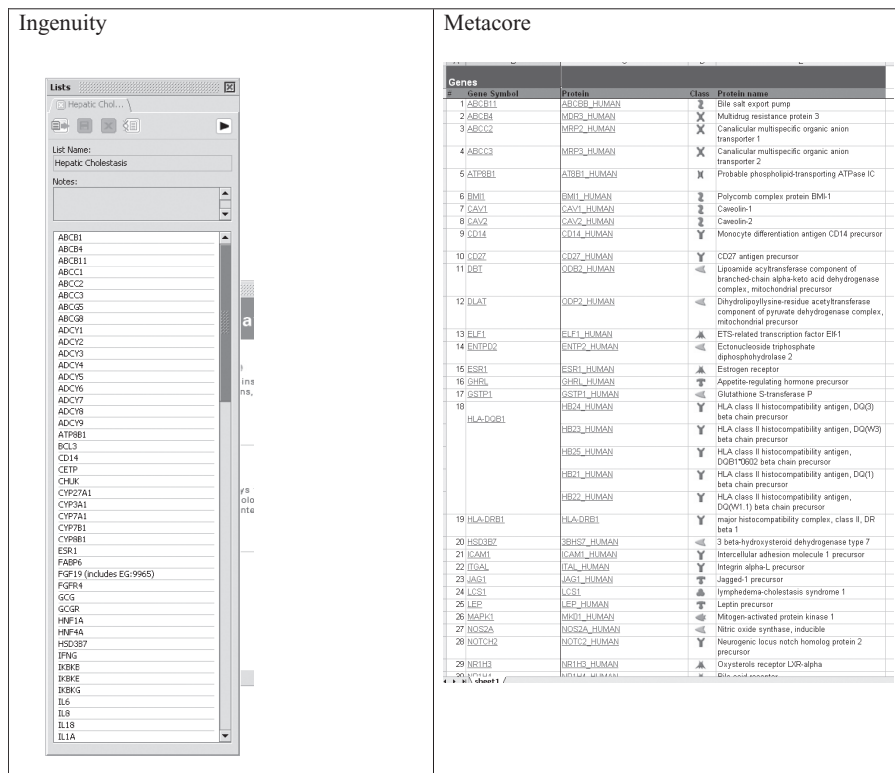 Ingenuity
Lists
Hepatic Chol...
List Name:
Hepatic Cholestasis
Notes:
ABCB1
ABCB4
ABCB11
ABCC1
ABCC2
ABCC3
ABCG5
ABCG8
ADCY1
ADCY2
ADCY3
ADCY4
ADCY5
ADCY6
ADCY7
ADCY8
ADCY9
ATP8B1
BCL3
CD14
CETP
CHUK
CYP27A1
CYP3A1
CYP7A1
CYP7B1
CYP8B1
ESR1
FABP6
FGF19 (includes EG:9965)
FGFR4
GCG
GCGR
HNF1A
HNF4A
HSD3B7
IFNG
IKBKB
IKBKE
IKBKG
IL6
IL8
IL18
IL1A
Metacore
Genes
# Gene Symbol Protein Class Protein name
1 ABCB11 ABCBB_HUMAN Bile salt export pump
2 ABCB4 MDR3_HUMAN Multidrug resistance protein 3
3 ABCC2 MRP2_HUMAN Canalicular multispecific organic anion
transporter 1
4 ABCC3 MRP3_HUMAN Canalicular multispecific organic anion
transporter 2
5 ATP8B1 AT8B1_HUMAN Probable phospholipid-transporting ATPase IC
6 BMI1 BMI1_HUMAN Polycomb complex protein BMI-1
7 CAV1 CAV1_HUMAN Caveolin-1
8 CAV2 CAV2_HUMAN Caveolin-2
9 CD14 CD14_HUMAN Monocyte differentiation antigen CD14 precursor
10 CD27 CD27_HUMAN CD27 antigen precursor
11 DBT ODB2_HUMAN Lipoamide acyltransferase component of
branched-chain alpha-keto acid dehydrogenase
complex, mitochondrial precursor
12 DLAT ODP2_HUMAN Dihydrolipoyllysine-residue acetyltransferase
component of pyruvate dehydrogenase complex,
mitochondrial precursor
13 ELF1 ELF1_HUMAN ETS-related transcription factor Elf-1
14 ENTPD2 ENTP2_HUMAN Ectonucleoside triphosphate
diphosphohydrolase 2
15 ESR1 ESR1_HUMAN Estrogen receptor
16 GHRL GHRL_HUMAN Appetite-regulating hormone precursor
17 GSTP1 GSTP1_HUMAN Glutathione S-transferase P
18 HLA-DQB1 HB24_HUMAN HLA class II histocompatibility antigen, DQ(3)
beta chain precursor
HB23_HUMAN HLA class II histocompatibility antigen, DQ(W3)
beta chain precursor
HB25_HUMAN HLA class II histocompatibility antigen,
DQB1*0602 beta chain precursor
HB21_HUMAN HLA class II histocompatibility antigen, DQ(1)
beta chain precursor
HB22_HUMAN HLA class II histocompatibility antigen,
DQ(W1.1) beta chain precursor
19 HLA-DRB1 HLA-DRB1 major histocompatibility complex, class II, DR
beta 1
20 HSD3B7 3BHS7_HUMAN 3 beta-hydroxysteroid dehydrogenase type 7
21 ICAM1 ICAM1_HUMAN Intercellular adhesion molecule 1 precursor
22 ITGAL ITAL_HUMAN Integrin alpha-L precursor
23 JAG1 JAG1_HUMAN Jagged-1 precursor
24 LCS1 LCS1 lymphedema-cholestasis syndrome 1
25 LEP LEP_HUMAN Leptin precursor
26 MAPK1 MK01_HUMAN Mitogen-activated protein kinase 1
27 NOS2A NOS2A_HUMAN Nitric oxide synthase, inducible
28 NOTCH2 NOTC2_HUMAN Neurogenic locus notch homolog protein 2
precursor
29 NR1H3 NR1H3_HUMAN Oxysterols receptor LXR-alpha
sheet1